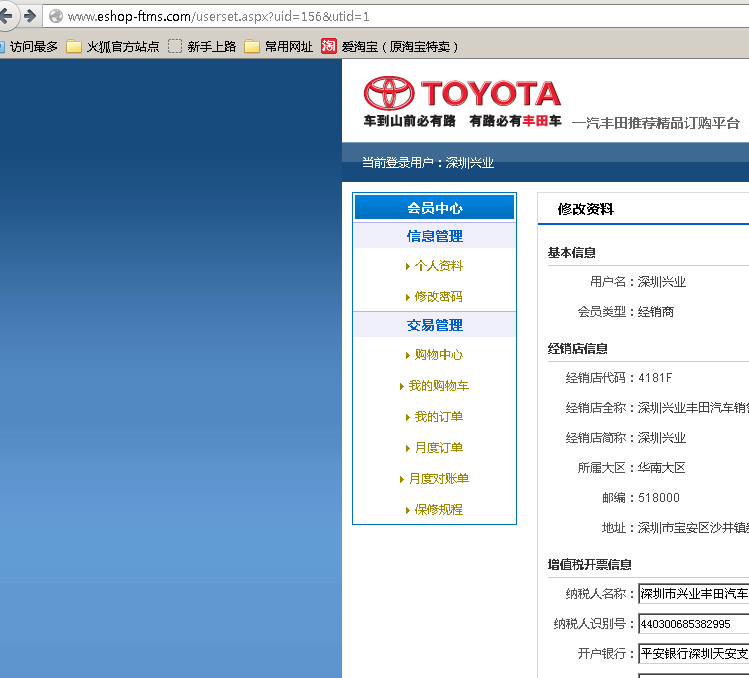 www.eshop-ftms.com/userset.aspx?uid=156&utid=1
访问最多 火狐官方站点 新手上路 常用网址 淘 爱淘宝（原淘宝特卖）
TOYOTA
车到山前必有路 有路必有丰田车 一汽丰田推荐精品订购平台
当前登录用户：深圳兴业
会员中心
信息管理
个人资料
修改密码
交易管理
购物中心
我的购物车
我的订单
月度订单
月度对账单
保修规程
修改资料
基本信息
用户名：深圳兴业
会员类型：经销商
经销店信息
经销店代码：4181F
经销店全称：深圳兴业丰田汽车销
经销店简称：深圳兴业
所属大区：华南大区
邮编：518000
地址：深圳市宝安区沙井镇
增值税开票信息
纳税人名称：深圳市兴业丰田汽车
纳税人识别号：440300685382995
开户银行：平安银行深圳天安支